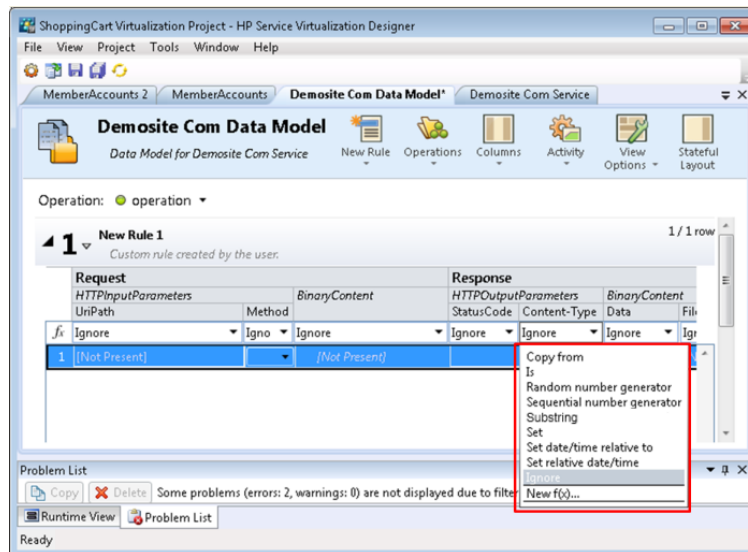 ShoppingCart Virtualization Project - HP Service Virtualization Designer
File View Project Tools Window Help
MemberAccounts 2 MemberAccounts Demosite Com Data Model* Demosite Com Service
Demosite Com Data Model
Data Model for Demosite Com Service
New Rule Operations Columns Activity View Options Stateful Layout
Operation: operation
1 New Rule 1 1 / 1 row
Custom rule created by the user.
Request Response
HTTPInputParameters BinaryContent HTTPOutputParameters BinaryContent
UriPath Method StatusCode Content-Type Data File
fx Ignore Igno Ignore Ignore Ignore Ignore Igr
1 [Not Present] [Not Present]
Copy from
Is
Random number generator
Sequential number generator
Substring
Set
Set date/time relative to
Set relative date/time
Ignore
New f(x)...
Problem List
Copy Delete Some problems (errors: 2, warnings: 0) are not displayed due to filter
Runtime View Problem List
Ready